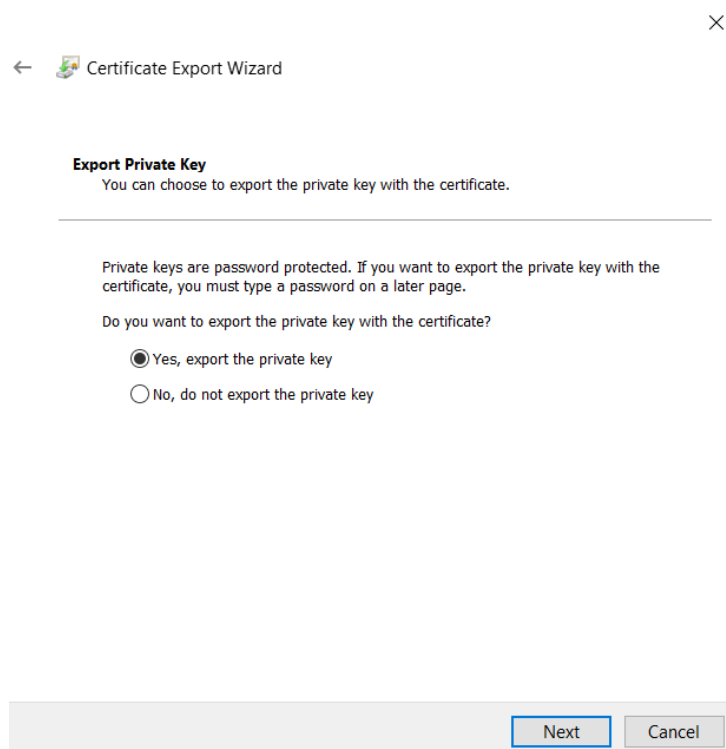 Certificate Export Wizard
Export Private Key
You can choose to export the private key with the certificate.
Private keys are password protected. If you want to export the private key with the
certificate, you must type a password on a later page.
Do you want to export the private key with the certificate?
Yes, export the private key
No, do not export the private key
Next
Cancel